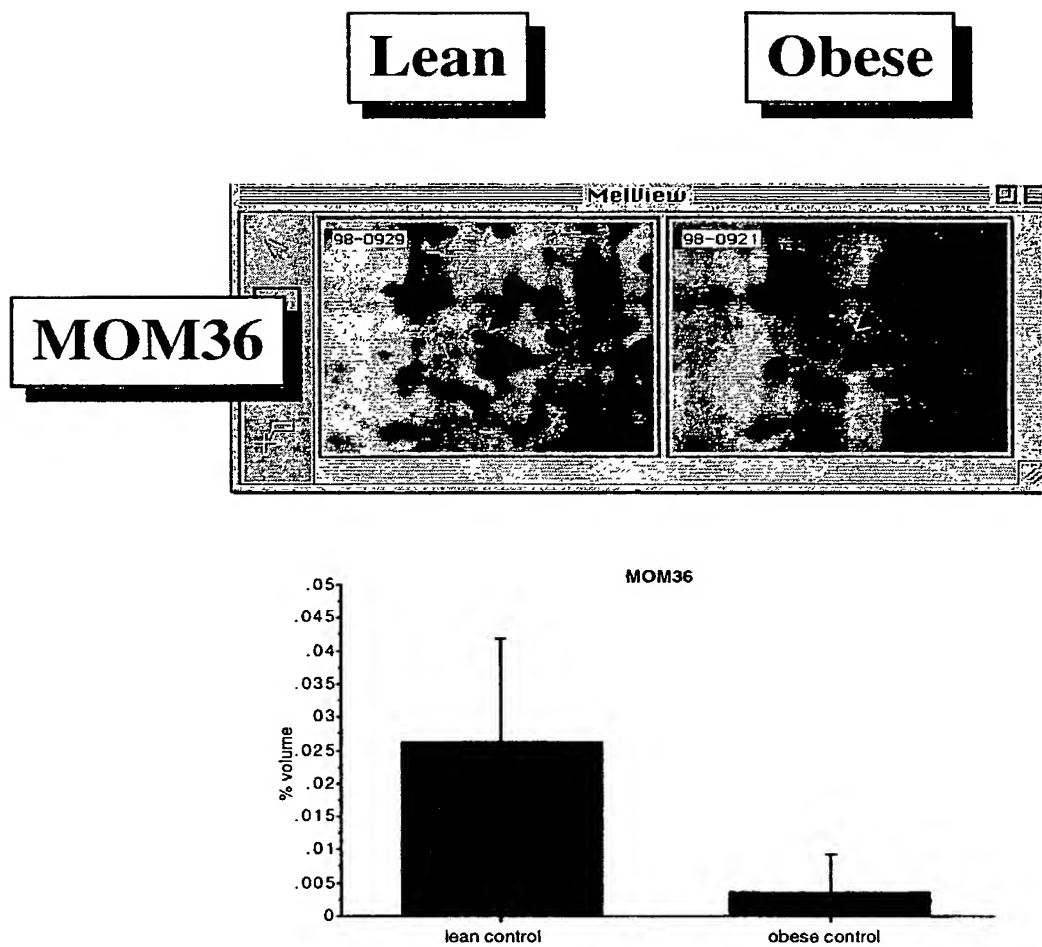 Lean
Obese
MelView
98-0929
98-0921
MOM36
MOM36
.05
.045
.04
.035
03
.025
.02
.015
.01
.005
0
% volume
lean control
obese control